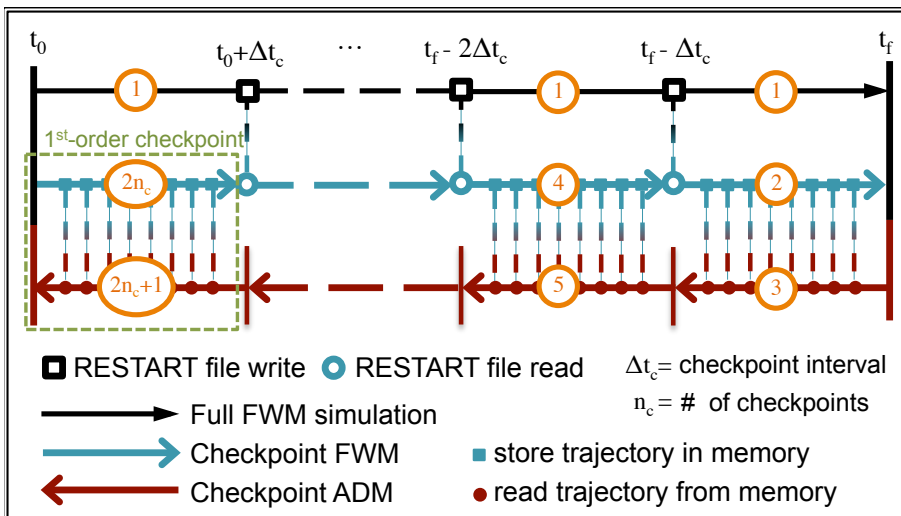 t0 t0+Δtc ... tf - 2Δtc tf - Δtc tf
1 1 1
1st-order checkpoint
2nc 4 2
2nc+1 5 3
RESTART file write RESTART file read Δtc= checkpoint interval
Full FWM simulation nc = # of checkpoints
Checkpoint FWM store trajectory in memory
Checkpoint ADM read trajectory from memory